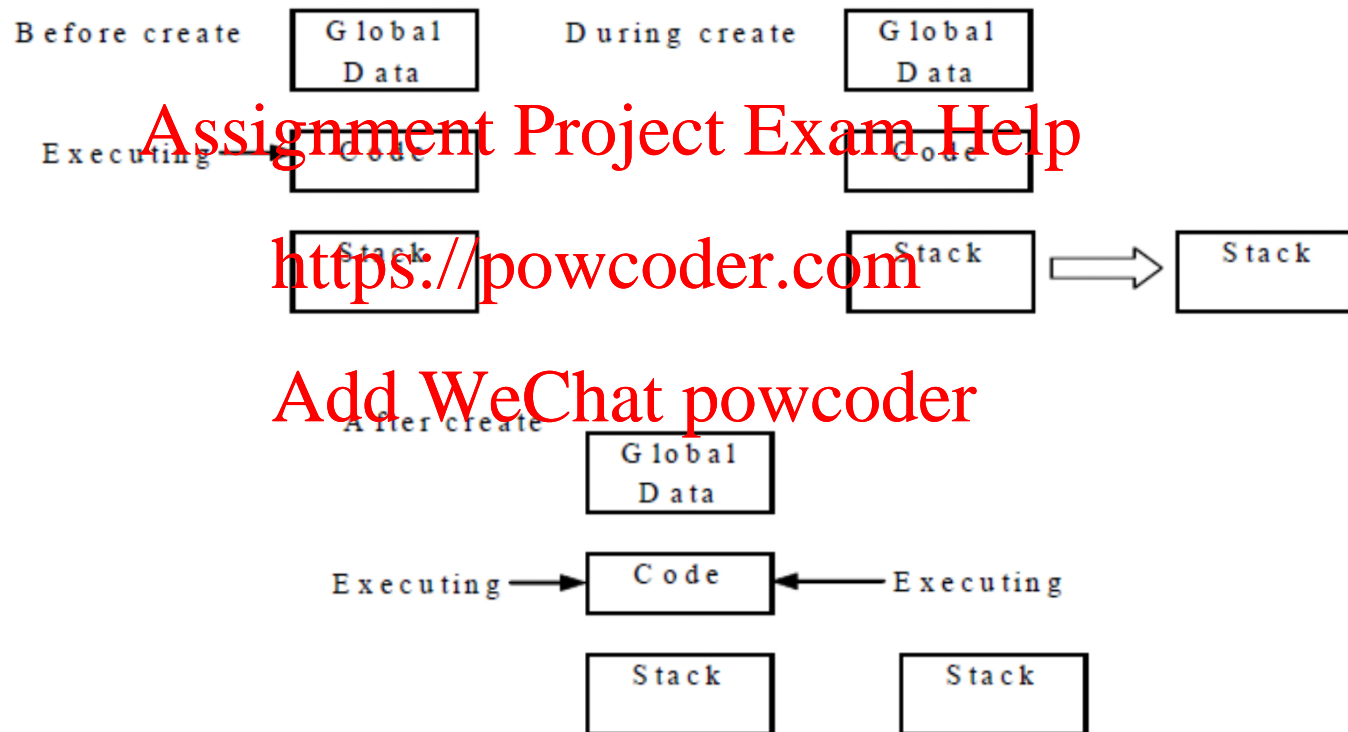 Before create
Global
Data
During create
Global
Data
Assignment Project Exam Help
Executing
Code
Code
https://powcoder.com
Stack
Stack
Stack
Add WeChat powcoder
After create
Global
Data
Executing
Code
Executing
Stack
Stack